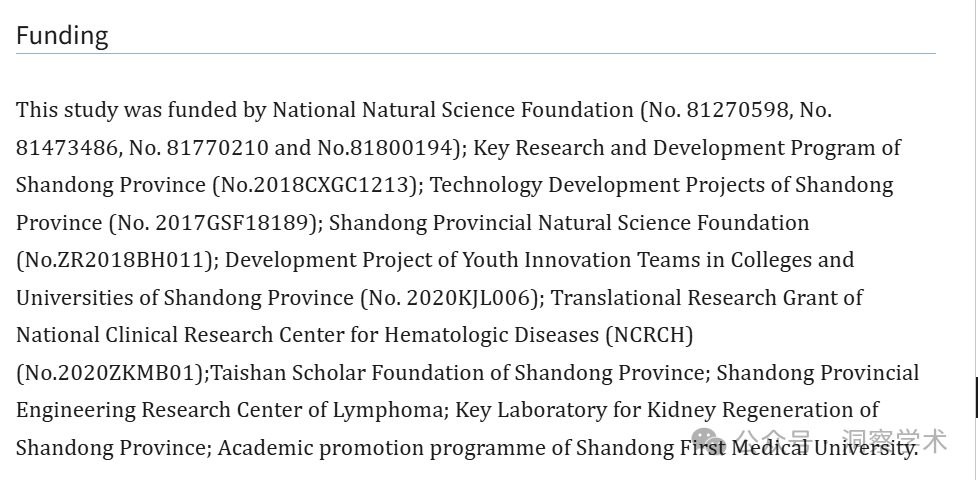 Funding
This study was funded by National Natural Science Foundation (No. 81270598, No.
81473486, No. 81770210 and No.81800194); Key Research and Development Program of
Shandong Province (No.2018CXGC1213); Technology Development Projects of Shandong
Province (No. 2017GSF18189); Shandong Provincial Natural Science Foundation
(No.ZR2018BH011); Development Project of Youth Innovation Teams in Colleges and
Universities of Shandong Province (No. 2020KJL006); Translational Research Grant of
National Clinical Research Center for Hematologic Diseases (NCRCH)
(No.2020ZKMB01);Taishan Scholar Foundation of Shandong Province; Shandong Provincial
Engineering Research Center of Lymphoma; Key Laboratory for Kidney Regeneration of
Shandong Province; Academic promotion programme of Shandong First Medical University.
公众号 洞察学术